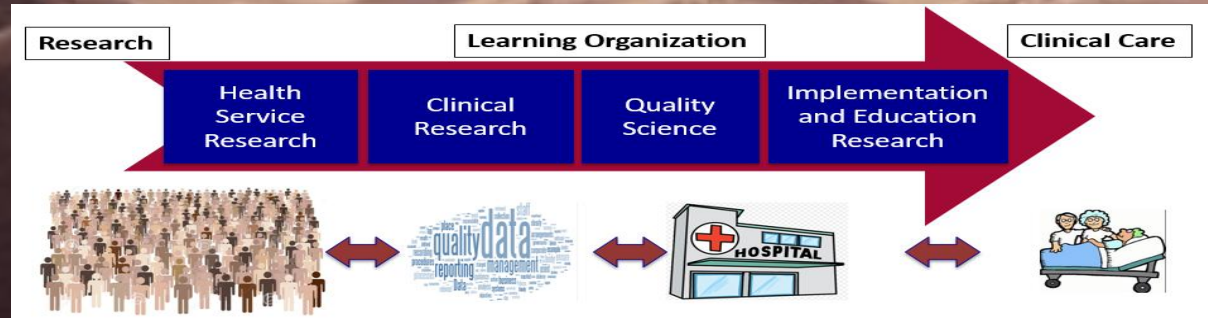 Research
Learning Organization
Clinical Care
Health
Service
Research
Clinical
Research
Quality
Science
Implementation
and Education
Research
quality data
reporting management
HOSPITAL